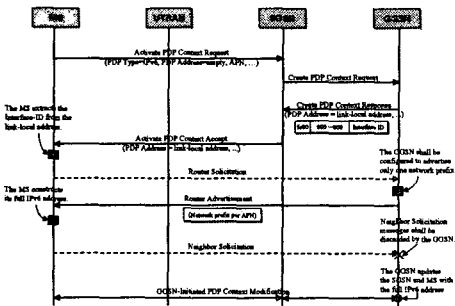 UTRAN
SGSN
GGSN
Activate PDP Context Request
(PDP Type=IPv6, PDP Address=empty, APN, ...)
Create PDP Context Request
Create PDP Context Response
(PDP Address = link-local address, ...)
The MS extracts the
Interface-ID from the
link-local address.
Interface ID
Activate PDP Context Accept
(PDP Address = link-local address, ...)
The GGSN shall be
configured to advertise
only one network prefix
Router Solicitation
The MS constructs
its full IPv6 address.
Router Advertisement
(Network prefix per APN)
Neighbor Solicitation
messages shall be
discarded by the GGSN.
Neighbor Solicitation
The GGSN updates
the SGSN and MS with
the full IPv6 address
GGSN-Initiated PDP Context Modification